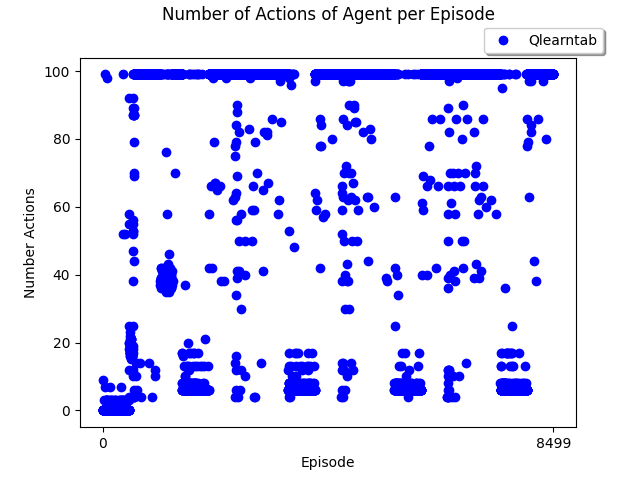 Number of Actions of Agent per Episode
Qlearntab
100
80
60
40
20
0
Number Actions
0
8499
Episode